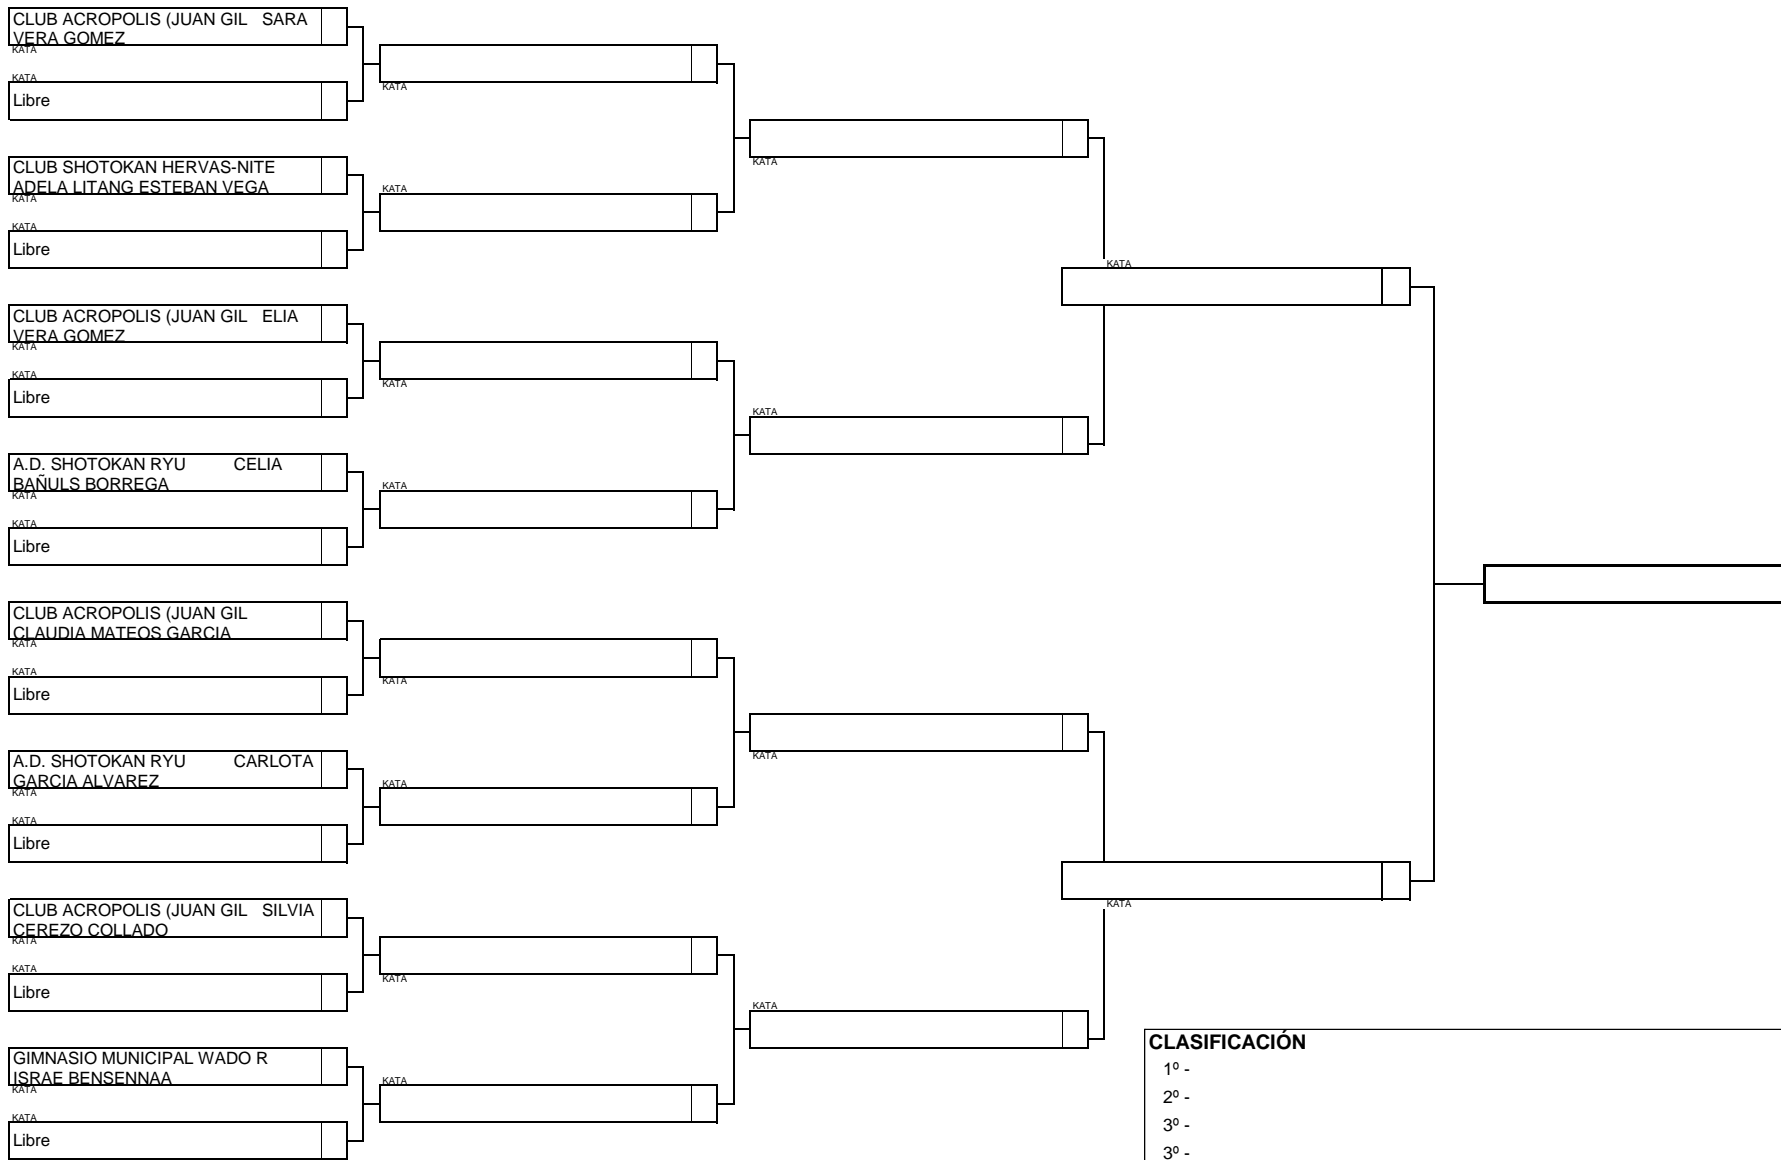 CLUB ACROPOLIS (JUAN GIL SARA
VERA GOMEZ
KATA
KATA
Libre
CLUB SHOTOKAN HERVAS-NITE
ADELA LITANG ESTEBAN VEGA
KATA
KATA
Libre
CLUB ACROPOLIS (JUAN GIL ELIA
VERA GOMEZ
KATA
KATA
Libre
A.D. SHOTOKAN RYU CELIA
BAÑULS BORREGA
KATA
KATA
Libre
CLUB ACROPOLIS (JUAN GIL
CLAUDIA MATEOS GARCIA
KATA
KATA
Libre
A.D. SHOTOKAN RYU CARLOTA
GARCIA ALVAREZ
KATA
KATA
Libre
CLUB ACROPOLIS (JUAN GIL SILVIA
CEREZO COLLADO
KATA
KATA
Libre
GIMNASIO MUNICIPAL WADO R
ISRAE BENSENNAA
KATA
KATA
Libre
KATA
KATA
KATA
KATA
KATA
KATA
KATA
KATA
KATA
KATA
KATA
KATA
KATA
KATA
CLASIFICACIÓN
1º -
2º -
3º -
3º -